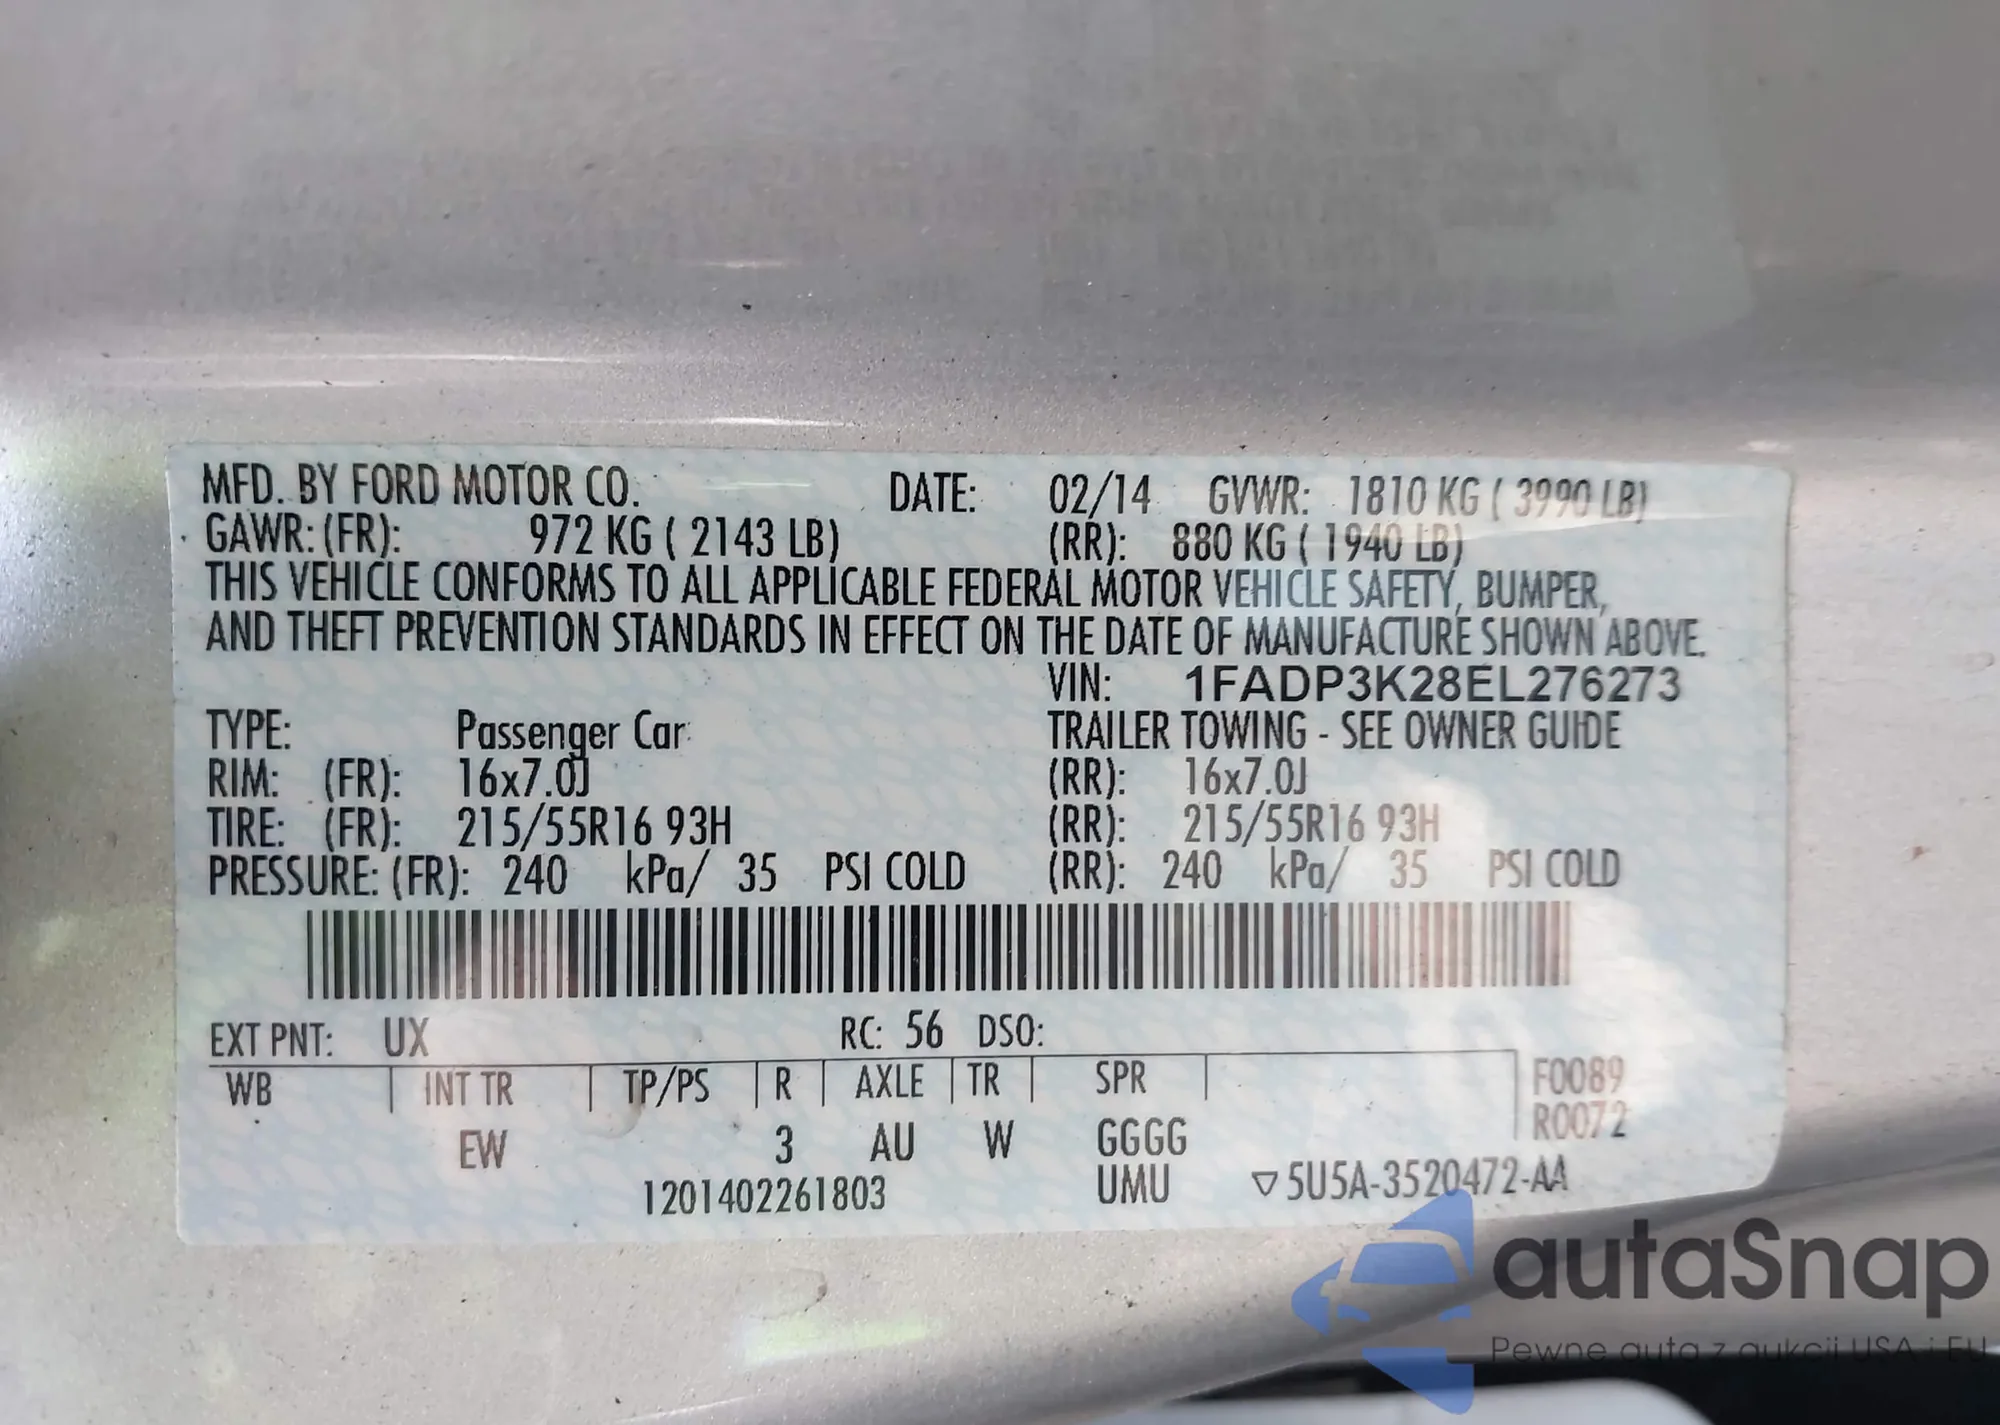 MFD. BY FORD MOTOR CO. DATE: 02/14 GVWR: 1810 KG ( 3990 LB)
GAWR: (FR): 972 KG ( 2143 LB) (RR): 880 KG ( 1940 LB)
THIS VEHICLE CONFORMS TO ALL APPLICABLE FEDERAL MOTOR VEHICLE SAFETY, BUMPER,
AND THEFT PREVENTION STANDARDS IN EFFECT ON THE DATE OF MANUFACTURE SHOWN ABOVE.
VIN: 1FADP3K28EL276273
TYPE: Passenger Car TRAILER TOWING - SEE OWNER GUIDE
RIM: (FR): 16x7.0J (RR): 16x7.0J
TIRE: (FR): 215/55R16 93H (RR): 215/55R16 93H
PRESSURE: (FR): 240 kPa/ 35 PSI COLD (RR): 240 kPa/ 35 PSI COLD
EXT PNT: UX RC: 56 DSO:
WB INT TR TP/PS R AXLE TR SPR F0089
R0072
EW 3 AU W GGGG
1201402261803 UMU ▽5U5A-3520472-AA
autaSnap
Pewne auta z aukcji USA i EU